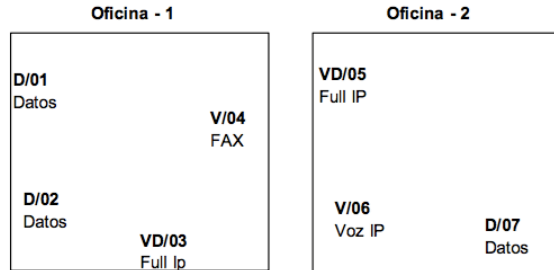 Oficina - 1
Oficina - 2
D/01
Datos
V/04
FAX
D/02
Datos
VD/03
Full Ip
VD/05
Full IP
V/06
Voz IP
D/07
Datos